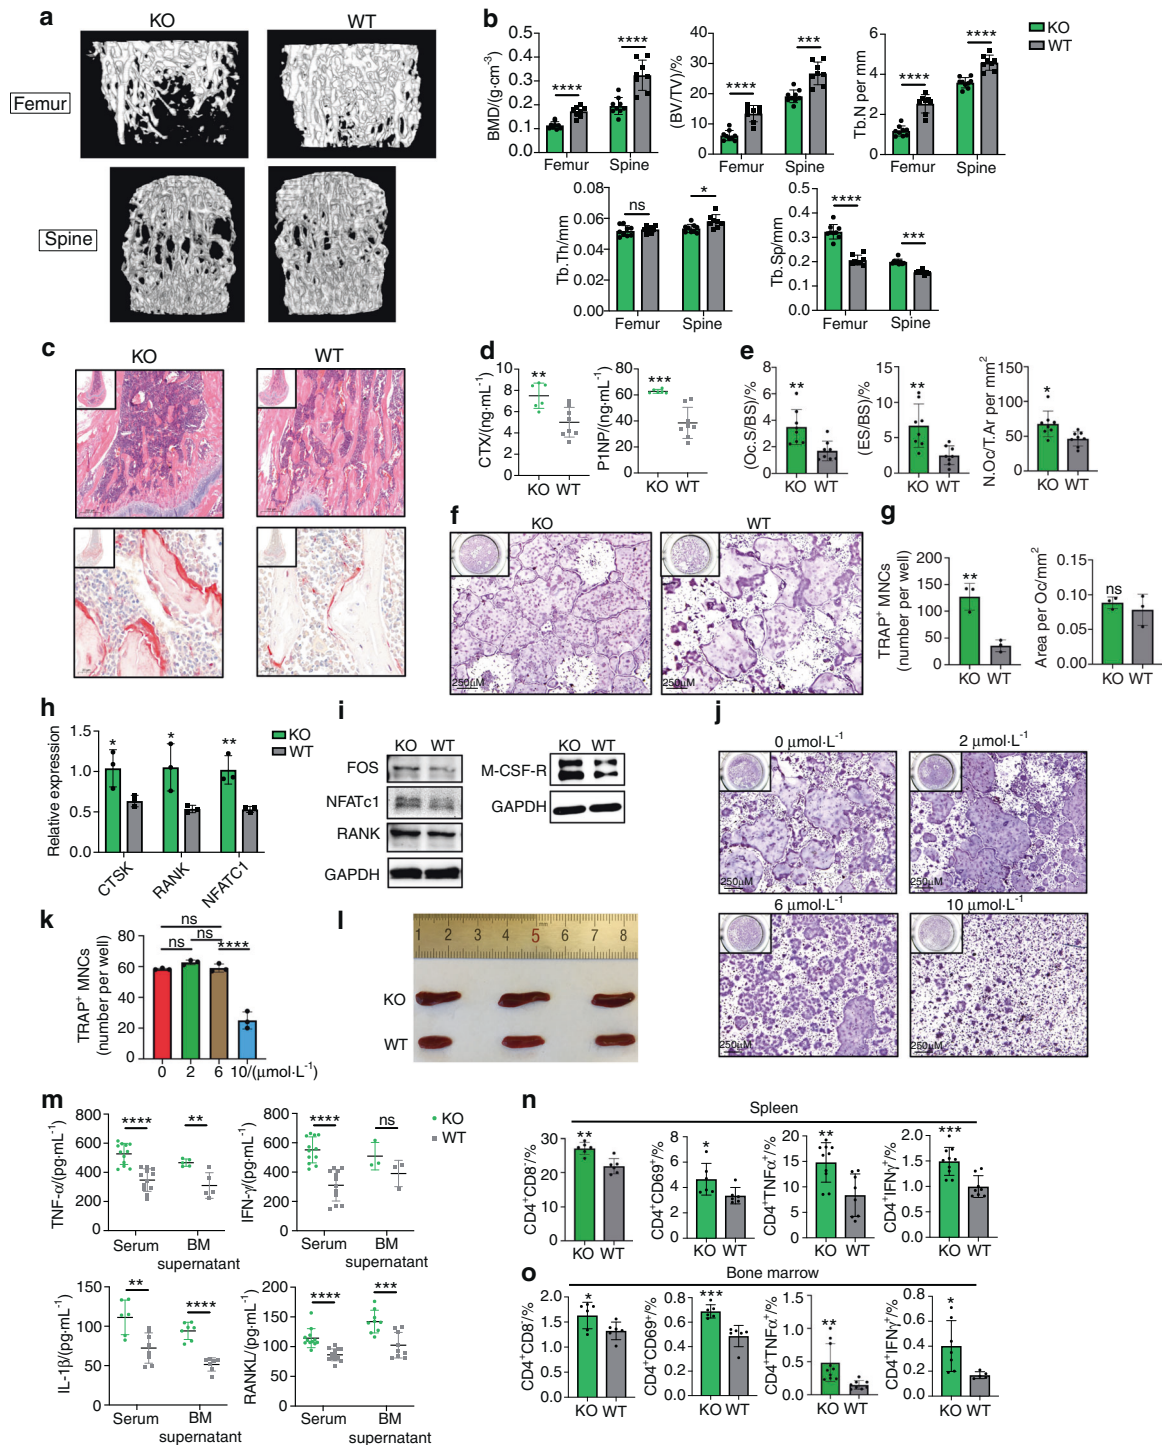 a
KO
WT
Femur
Spine
b
KO
WT
BMD/(g·cm⁻³)
0.5
0.4
0.3
0.2
0.1
0.0
****
****
Femur
Spine
(BV/TV)/%
40
30
20
10
0
****
***
Femur
Spine
Tb.N per mm
6
4
2
0
****
****
Femur
Spine
Tb.Th/mm
0.08
0.06
0.04
0.02
0.00
ns
*
Femur
Spine
Tb.Sp/mm
0.5
0.4
0.3
0.2
0.1
0.0
****
***
Femur
Spine
c
KO
WT
d
CTX/(ng·mL⁻¹)
10
8
6
4
2
0
**
KO WT
P1NP/(ng·mL⁻¹)
80
60
40
20
0
***
KO WT
e
(Oc.S/BS)/%
8
6
4
2
0
**
KO WT
(ES/BS)/%
15
10
5
0
**
KO WT
N.Oc/T.Ar per mm²
150
100
50
0
*
KO WT
f
KO
WT
250μM
250μM
g
TRAP⁺ MNCs
(number per well)
200
150
100
50
0
**
KO WT
Area per Oc/mm²
0.15
0.10
0.05
0.00
ns
KO WT
h
Relative expression
1.5
1.0
0.5
0.0
*
*
**
KO
WT
CTSK
RANK
NFATC1
i
KO WT
FOS
NFATc1
RANK
GAPDH
KO WT
M-CSF-R
GAPDH
j
0 μmol·L⁻¹
2 μmol·L⁻¹
250μM
250μM
6 μmol·L⁻¹
10 μmol·L⁻¹
250μM
250μM
k
TRAP⁺ MNCs
(number per well)
80
60
40
20
0
ns
ns
ns
****
0 2 6 10/(μmol·L⁻¹)
l
1 2 3 4 5 6 7 8
KO
WT
m
KO
WT
TNF-α/(pg·mL⁻¹)
800
600
400
200
0
****
**
Serum
BM
supernatant
IFN-γ/(pg·mL⁻¹)
800
600
400
200
0
****
ns
Serum
BM
supernatant
IL-1β/(pg·mL⁻¹)
150
100
50
0
**
****
Serum
BM
supernatant
RANKL/(pg·mL⁻¹)
200
150
100
50
0
****
***
Serum
BM
supernatant
n
Spleen
CD4⁺CD8⁻/%
30
20
10
0
**
KO WT
CD4⁺CD69⁺/%
8
6
4
2
0
*
KO WT
CD4⁺TNFα⁺/%
20
15
10
5
0
**
KO WT
CD4⁺IFNγ⁺/%
2.0
1.5
1.0
0.5
0.0
***
KO WT
o
Bone marrow
CD4⁺CD8⁻/%
2.0
1.5
1.0
0.5
0.0
*
KO WT
CD4⁺CD69⁺/%
0.8
0.6
0.4
0.2
0.0
***
KO WT
CD4⁺TNFα⁺/%
1.5
1.0
0.5
0.0
**
KO WT
CD4⁺IFNγ⁺/%
0.8
0.6
0.4
0.2
0.0
*
KO WT